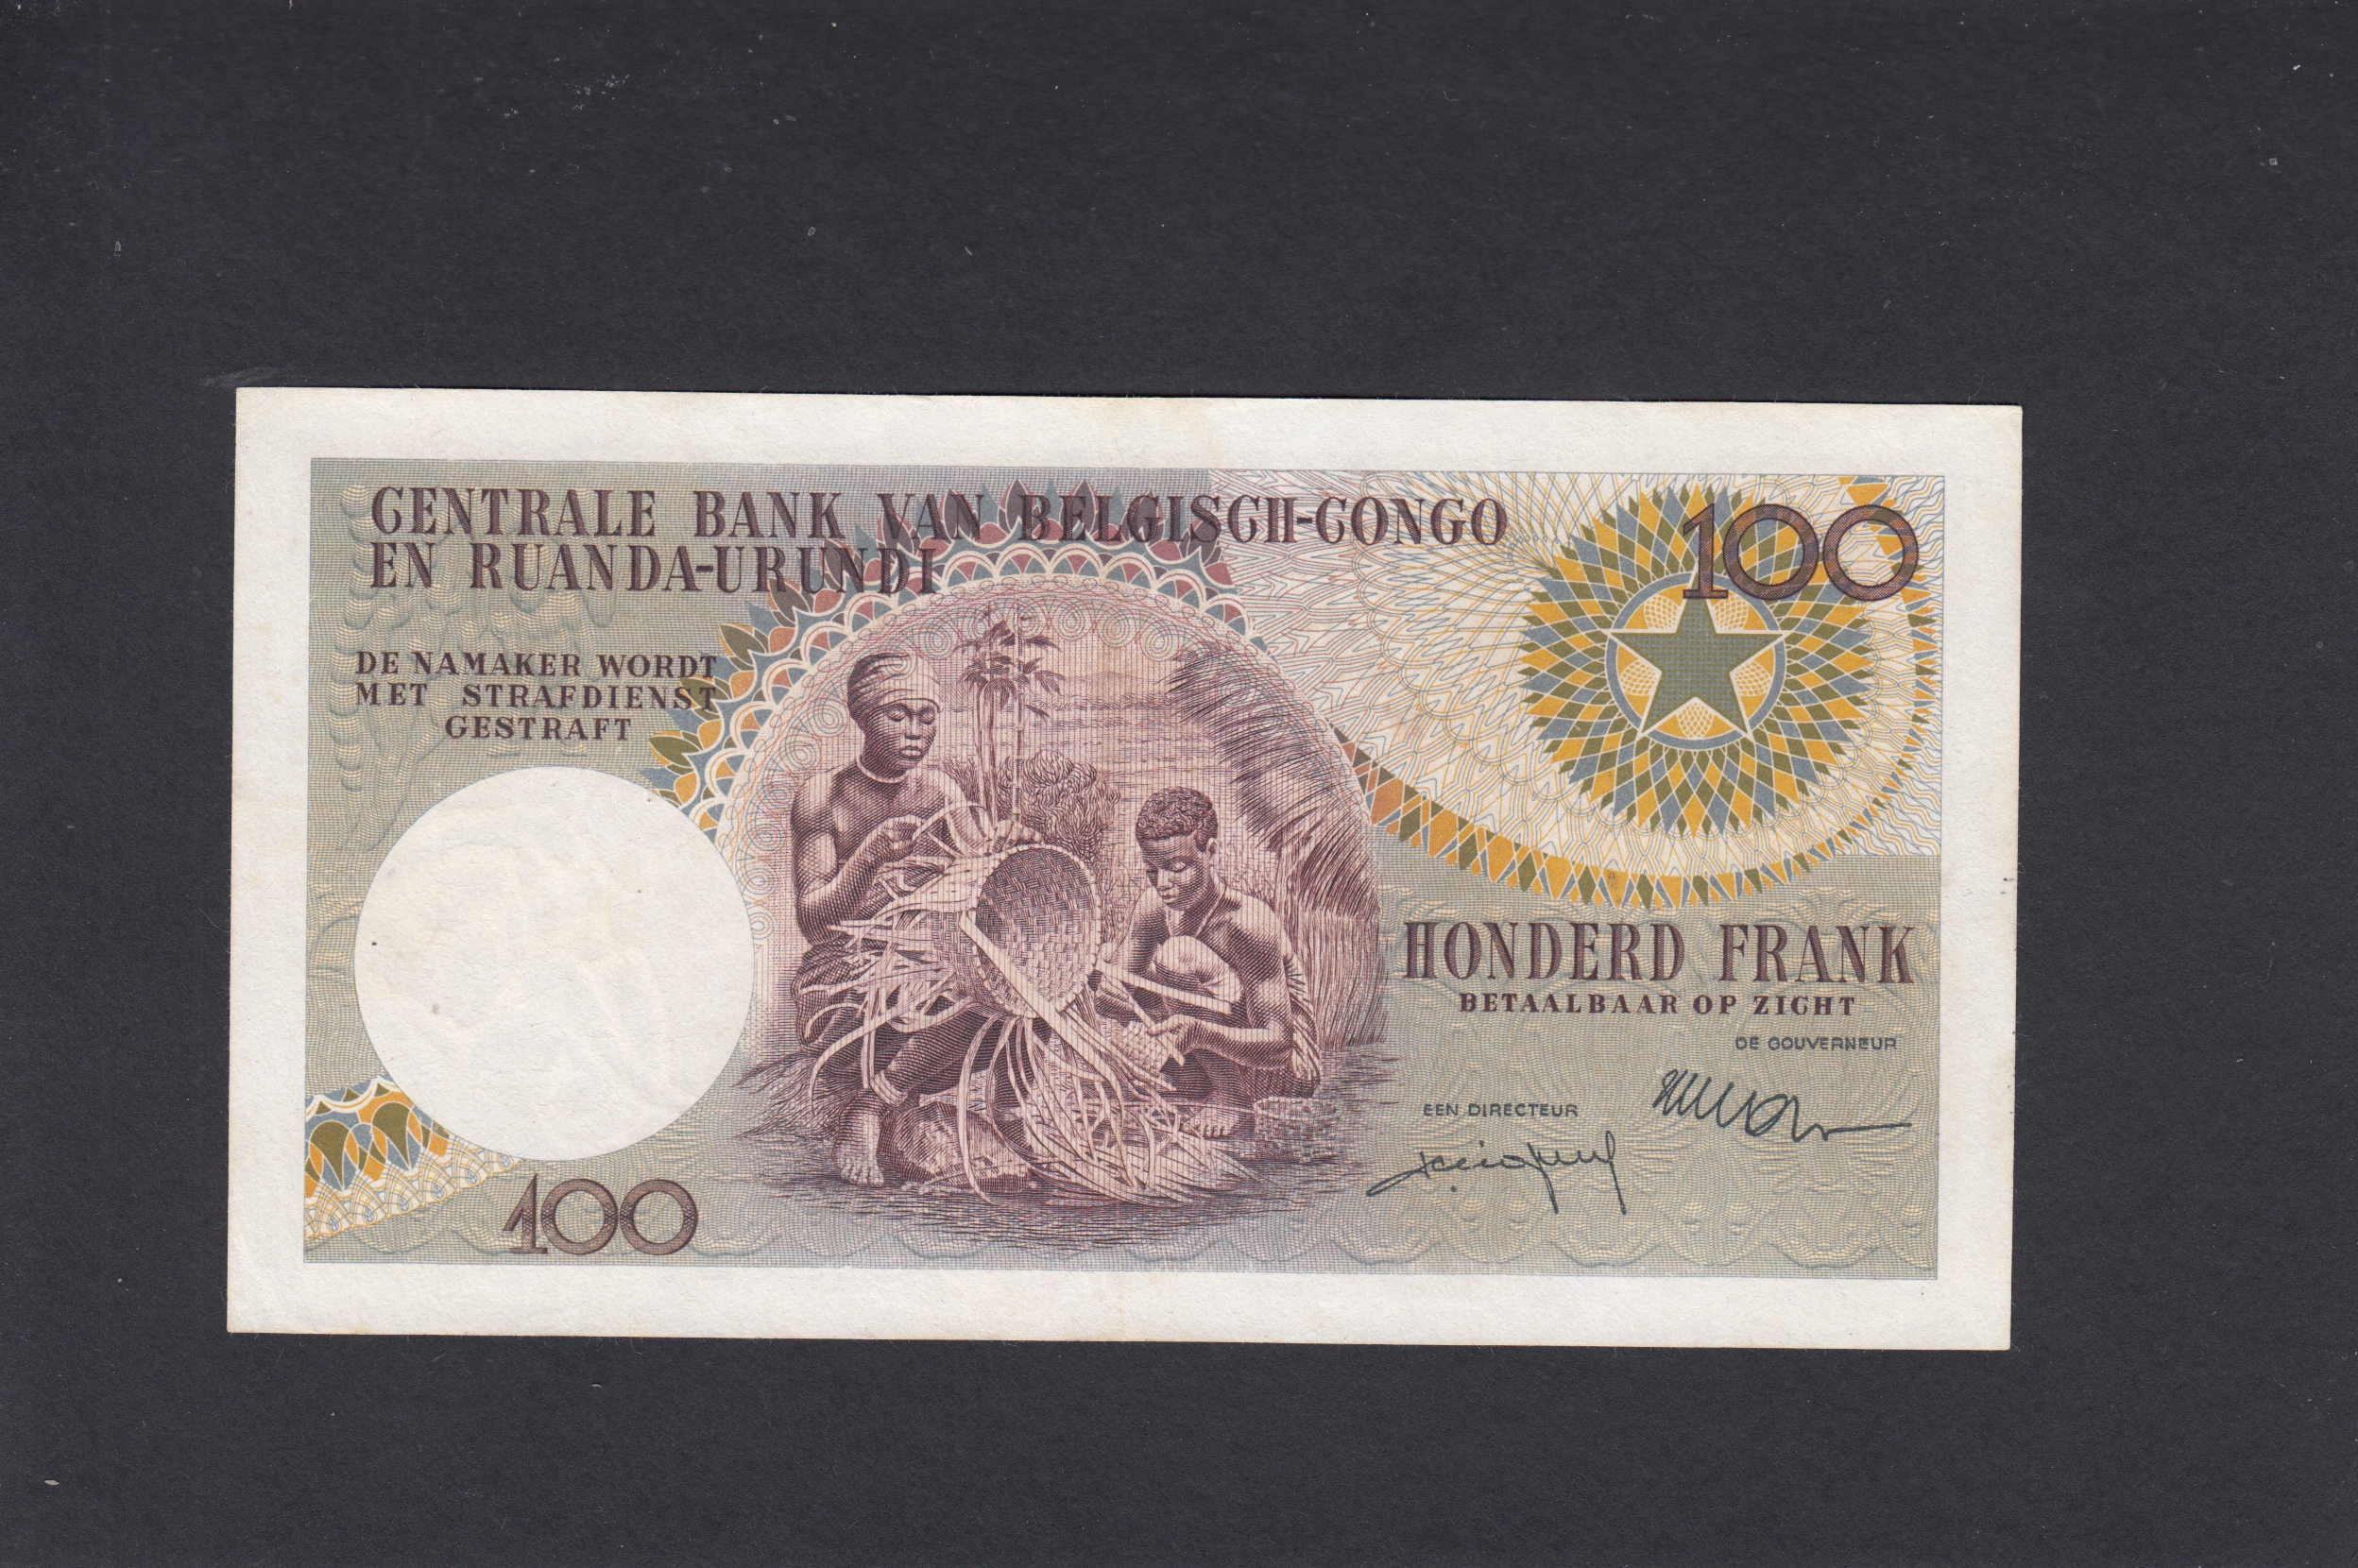 CENTRALE BANK VAN BELGISCH-CONGO
EN RUANDA-URUNDI
100
DE NAMAKER WORDT
MET STRAFDIENST
GESTRAFT
HONDERD FRANK
BETAALBAAR OP ZICHT
DE GOUVERNEUR
EEN DIRECTEUR
100